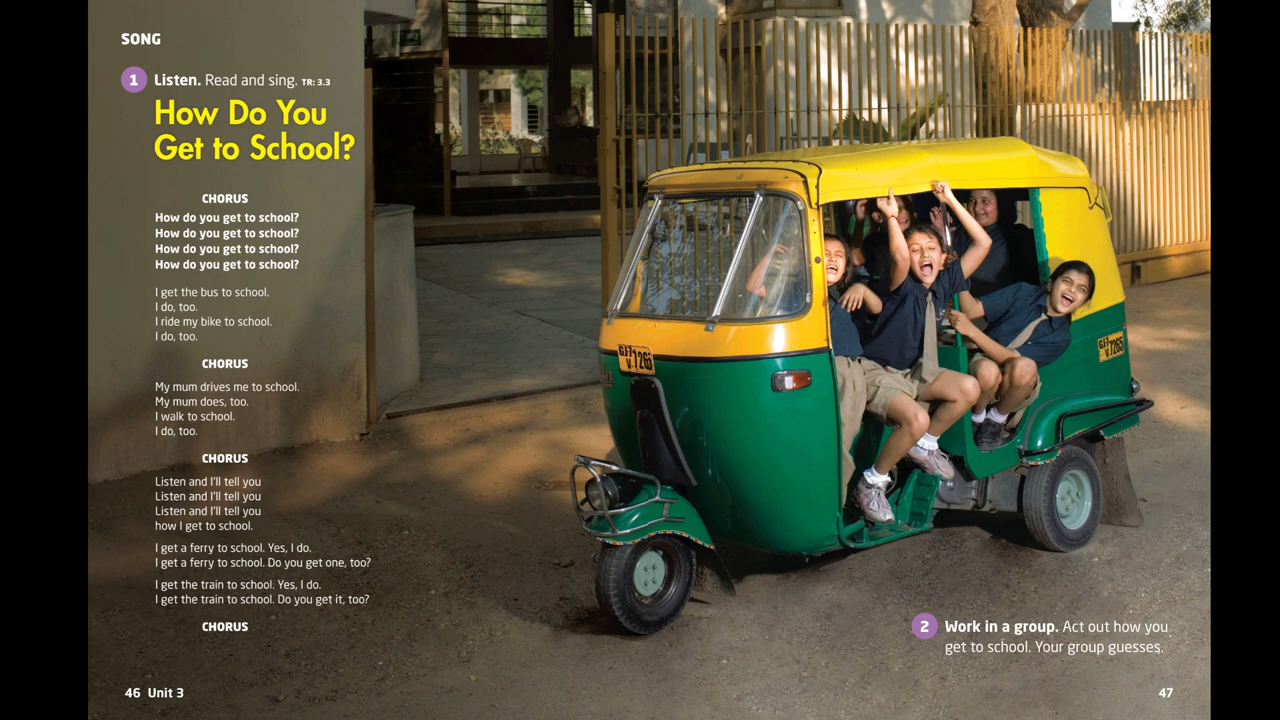 SONG
1 Listen. Read and sing. TR: 3.3
How Do You
Get to School?
CHORUS
How do you get to school?
How do you get to school?
How do you get to school?
How do you get to school?
I get the bus to school.
I do, too.
I ride my bike to school.
I do, too.
CHORUS
My mum drives me to school.
My mum does, too.
I walk to school.
I do, too.
CHORUS
Listen and I'll tell you
Listen and I'll tell you
Listen and I'll tell you
how I get to school.
I get a ferry to school. Yes, I do.
I get a ferry to school. Do you get one, too?
I get the train to school. Yes, I do.
I get the train to school. Do you get it, too?
CHORUS
2 Work in a group. Act out how you
get to school. Your group guesses.
46 Unit 3
47